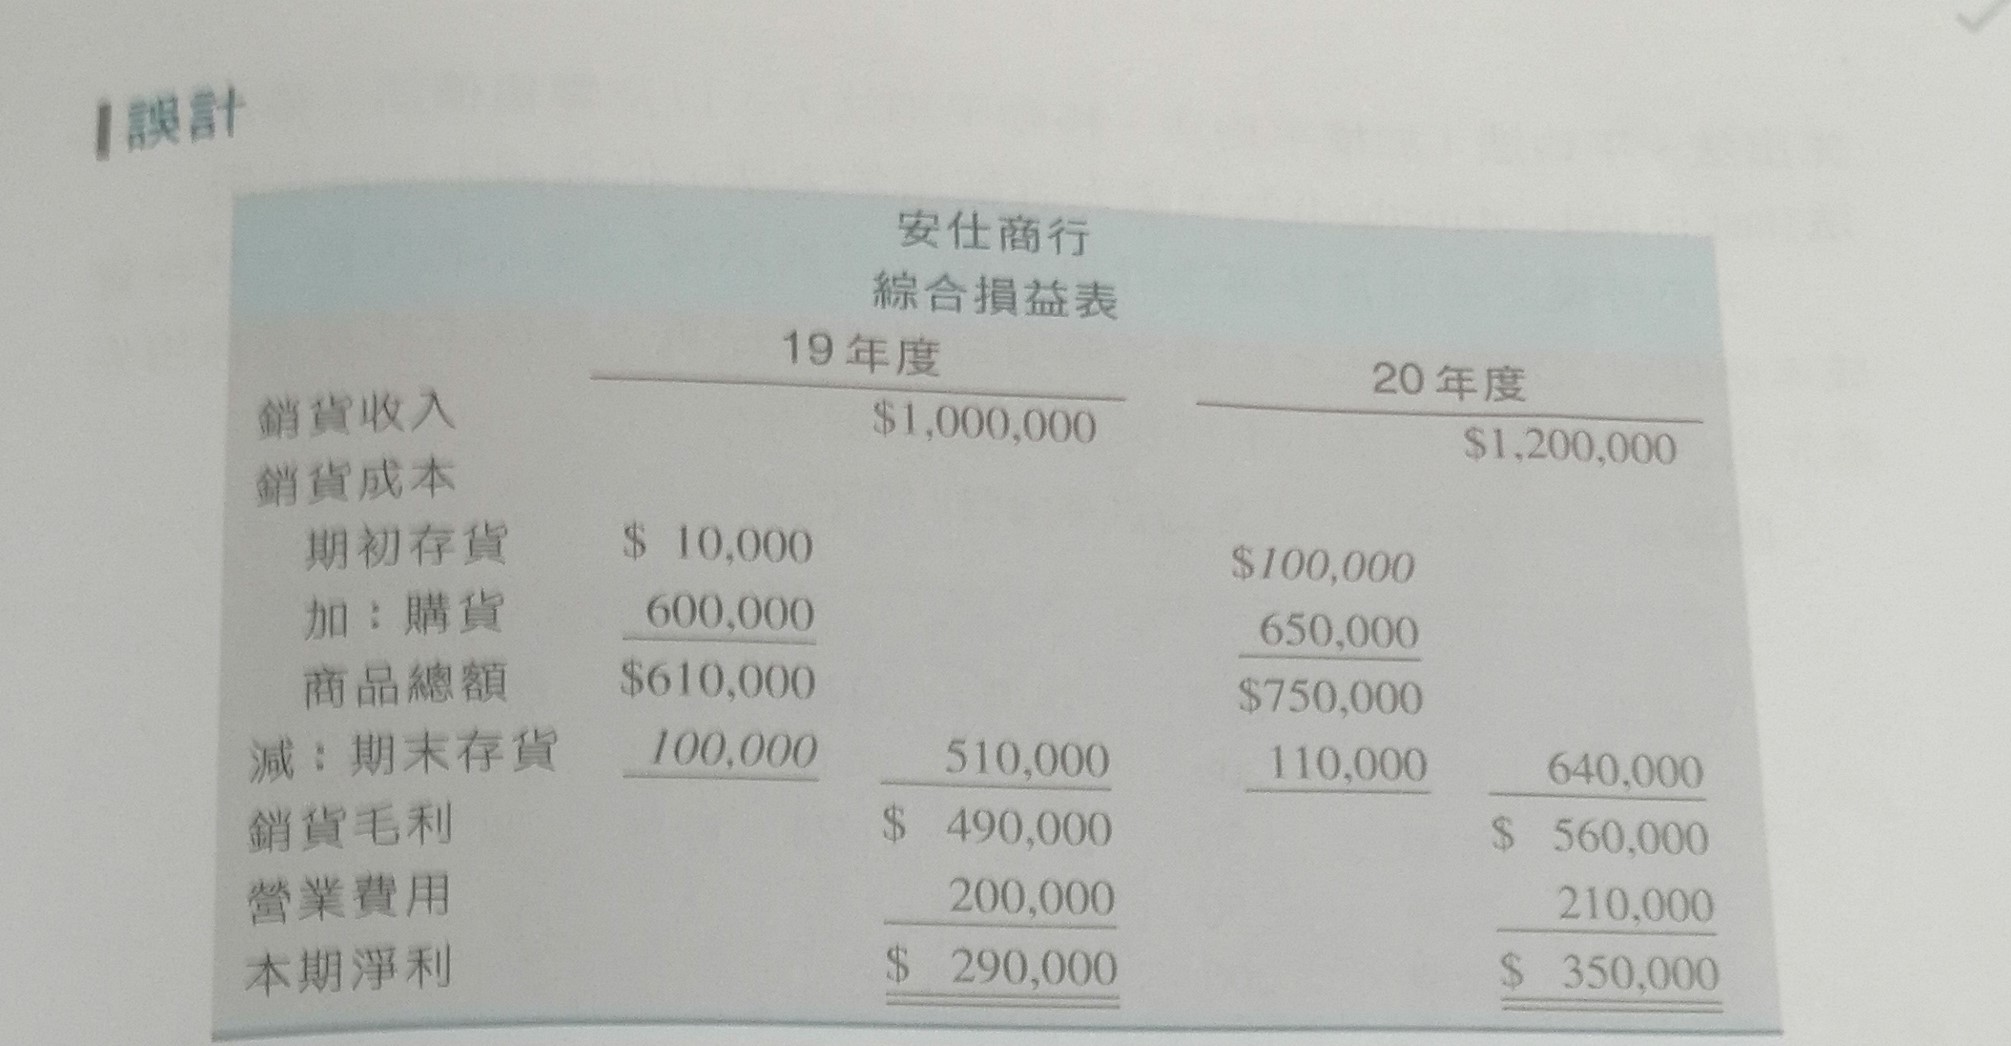 誤計
安仕商行
綜合損益表
19年度 20年度
銷貨收入 $1,000,000 $1,200,000
銷貨成本
期初存貨 $ 10,000 $100,000
加：購貨 600,000 650,000
商品總額 $610,000 $750,000
減：期末存貨 100,000 510,000 110,000 640,000
銷貨毛利 $ 490,000 $ 560,000
營業費用 200,000 210,000
本期淨利 $ 290,000 $ 350,000